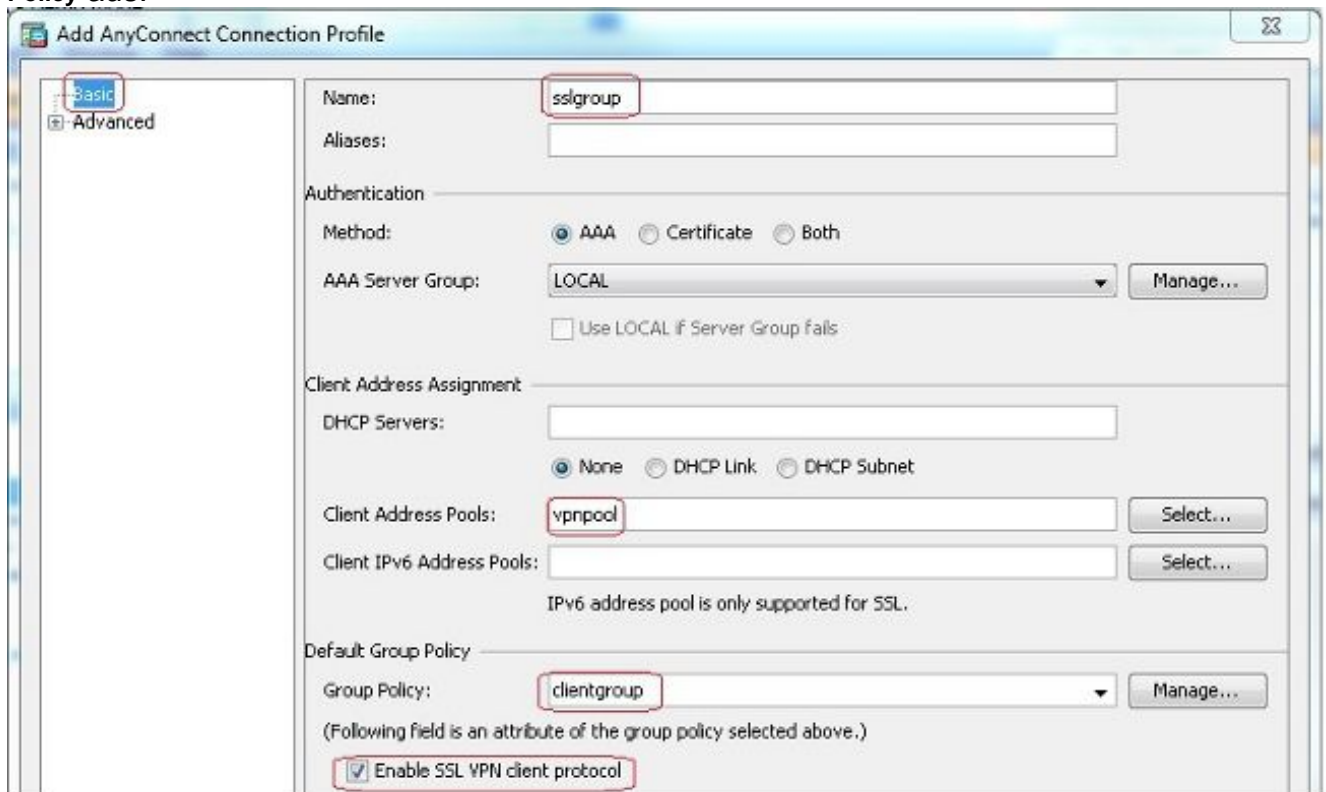 Add AnyConnect Connection Profile
Basic
Advanced
Name: sslgroup
Aliases:
Authentication
Method: AAA Certificate Both
AAA Server Group: LOCAL Manage...
Use LOCAL if Server Group fails
Client Address Assignment
DHCP Servers:
None DHCP Link DHCP Subnet
Client Address Pools: vpnpool Select...
Client IPv6 Address Pools: Select...
IPv6 address pool is only supported for SSL.
Default Group Policy
Group Policy: clientgroup Manage...
(Following field is an attribute of the group policy selected above.)
Enable SSL VPN client protocol